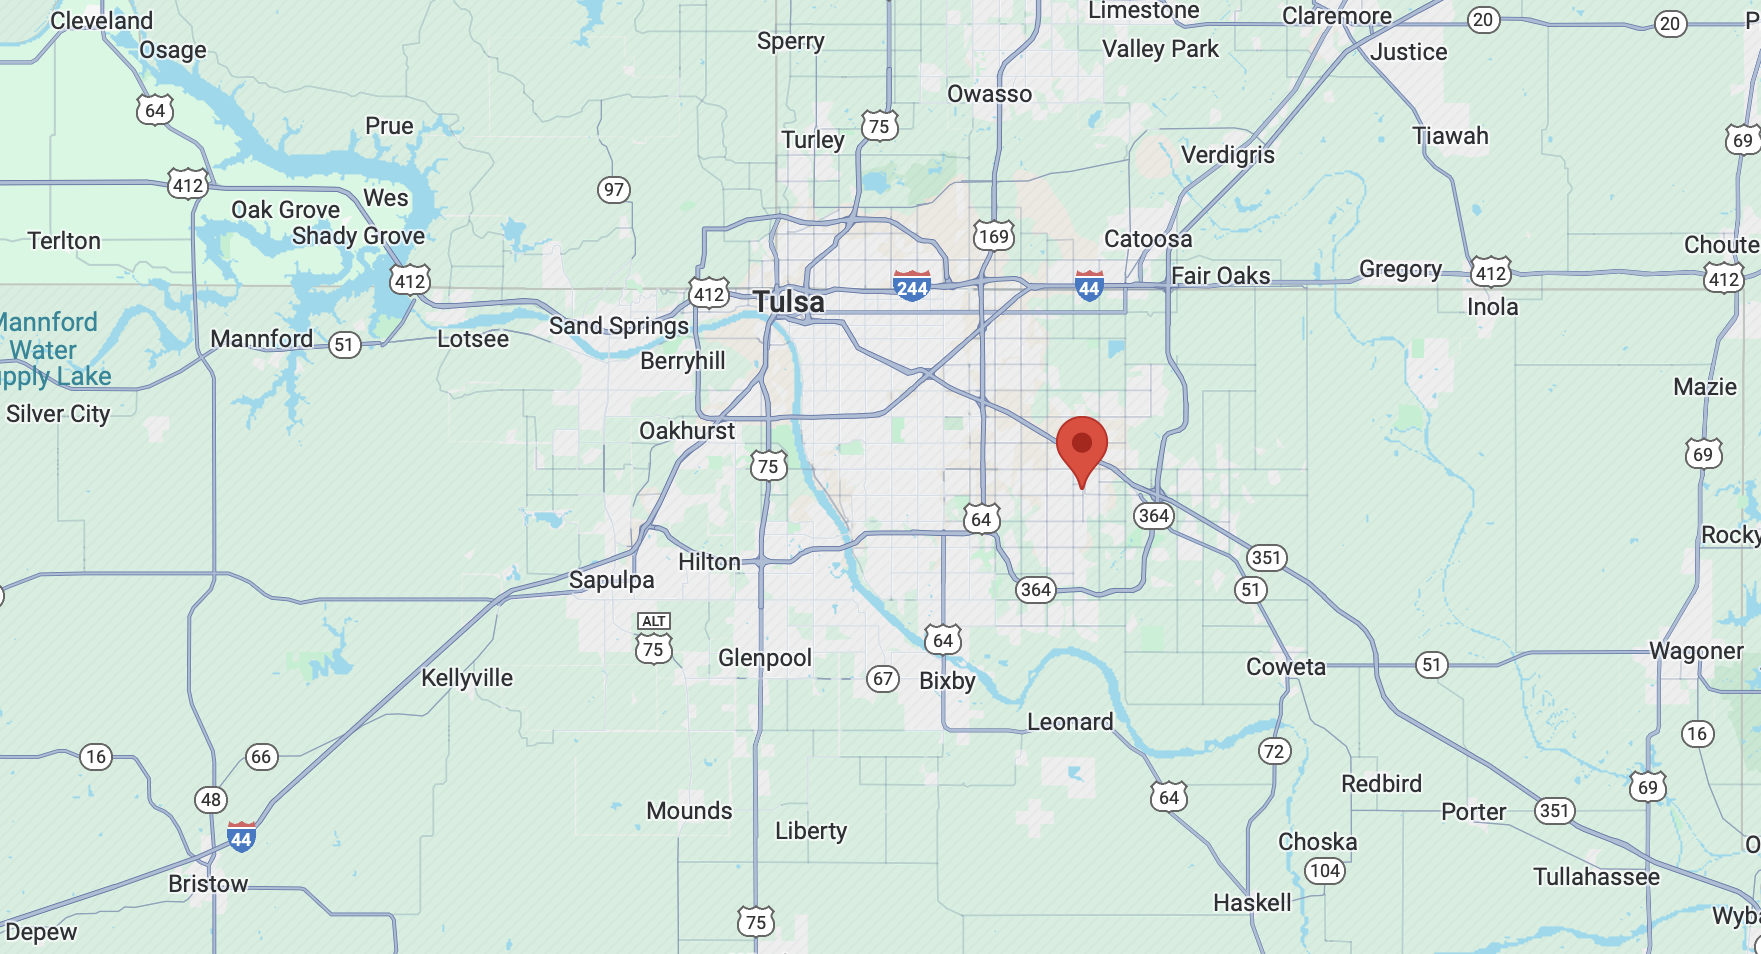 Cleveland
Limestone
Claremore
20
20
Osage
Sperry
Valley Park
Justice
64
Owasso
Prue
75
Turley
Tiawah
69
Verdigris
412
97
Wes
Oak Grove
Terlton
Shady Grove
169
Catoosa
Choute
412
412
244
44
Fair Oaks
Gregory
412
412
Tulsa
Inola
Mannford
Water
pply Lake
Sand Springs
Mannford
51
Lotsee
Berryhill
Silver City
Mazie
Oakhurst
75
69
64
364
Rocky
Hilton
351
Sapulpa
364
51
ALT
75
64
Glenpool
Wagoner
Coweta
51
Kellyville
67
Bixby
Leonard
16
16
66
72
Redbird
69
64
48
Mounds
Porter
351
44
Liberty
Choska
104
Bristow
Tullahassee
Haskell
75
Wyb
Depew